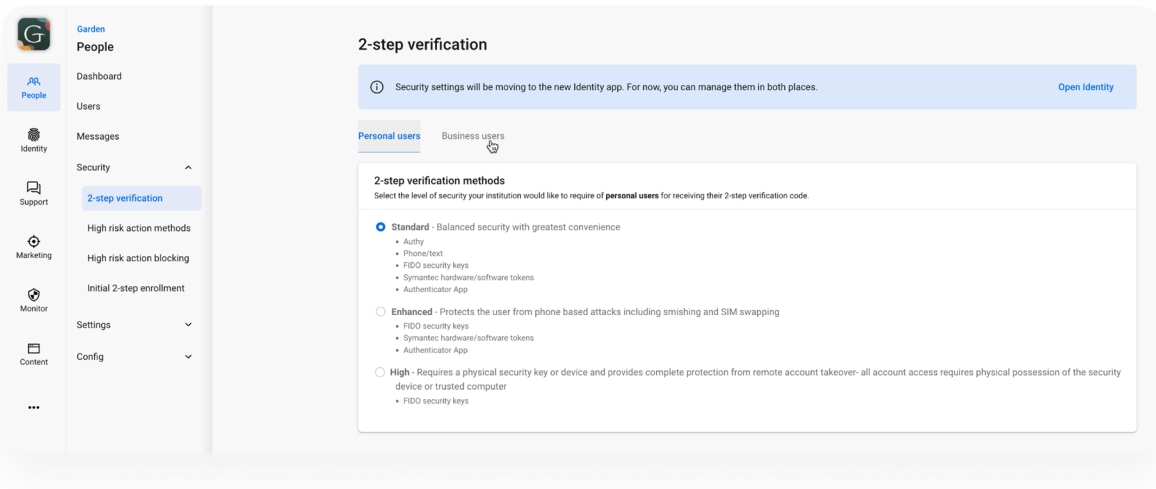 G
Garden
People
Dashboard
Users
Messages
Security
2-step verification
High risk action methods
High risk action blocking
Initial 2-step enrollment
Settings
Config
People
Identity
Support
Marketing
Monitor
Content
2-step verification
Security settings will be moving to the new Identity app. For now, you can manage them in both places.
Open Identity
Personal users
Business users
2-step verification methods
Select the level of security your institution would like to require of personal users for receiving their 2-step verification code.
Standard - Balanced security with greatest convenience
• Authy
• Phone/text
• FIDO security keys
• Symantec hardware/software tokens
• Authenticator App
Enhanced - Protects the user from phone based attacks including smishing and SIM swapping
• FIDO security keys
• Symantec hardware/software tokens
• Authenticator App
High - Requires a physical security key or device and provides complete protection from remote account takeover- all account access requires physical possession of the security
device or trusted computer
• FIDO security keys